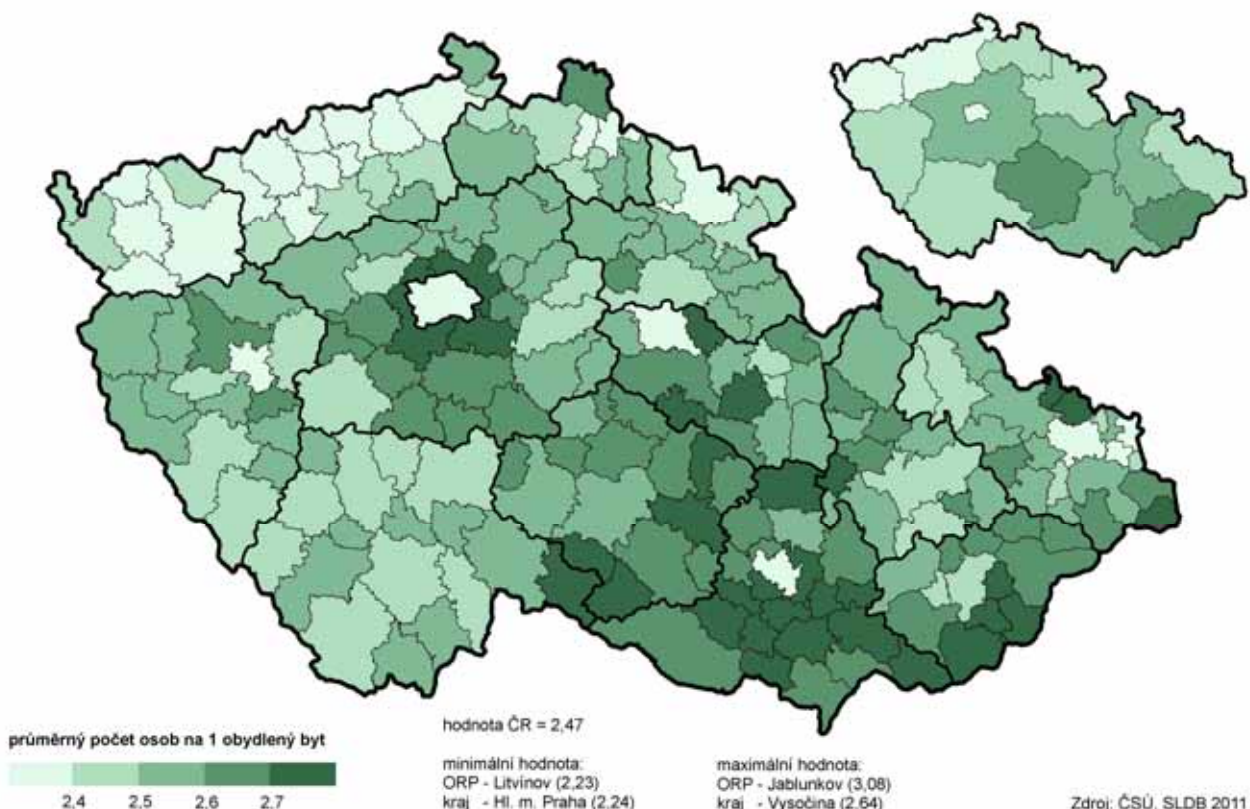 hodnota ČR = 2,47
průměrný počet osob na 1 obydlený byt
2,4 2,5 2,6 2,7
minimální hodnota:
ORP - Litvínov (2,23)
kraj - Hl. m. Praha (2,24)
maximální hodnota:
ORP - Jablunkov (3,08)
kraj - Vysočina (2,64)
Zdroj: ČSÚ, SLDB 2011